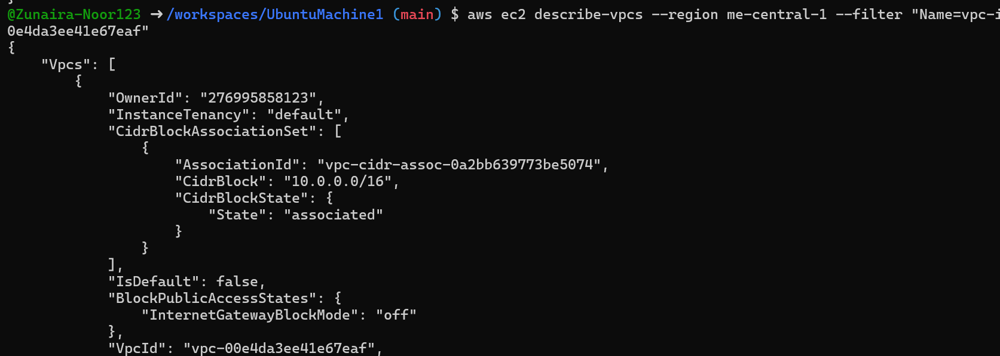 }
@Zunaira-Noor123 ➜ /workspaces/UbuntuMachine1 (main) $ aws ec2 describe-vpcs --region me-central-1 --filter "Name=vpc-i
0e4da3ee41e67eaf"
{
    "Vpcs": [
        {
            "OwnerId": "276995858123",
            "InstanceTenancy": "default",
            "CidrBlockAssociationSet": [
                {
                    "AssociationId": "vpc-cidr-assoc-0a2bb639773be5074",
                    "CidrBlock": "10.0.0.0/16",
                    "CidrBlockState": {
                        "State": "associated"
                    }
                }
            ],
            "IsDefault": false,
            "BlockPublicAccessStates": {
                "InternetGatewayBlockMode": "off"
            },
            "VpcId": "vpc-00e4da3ee41e67eaf",